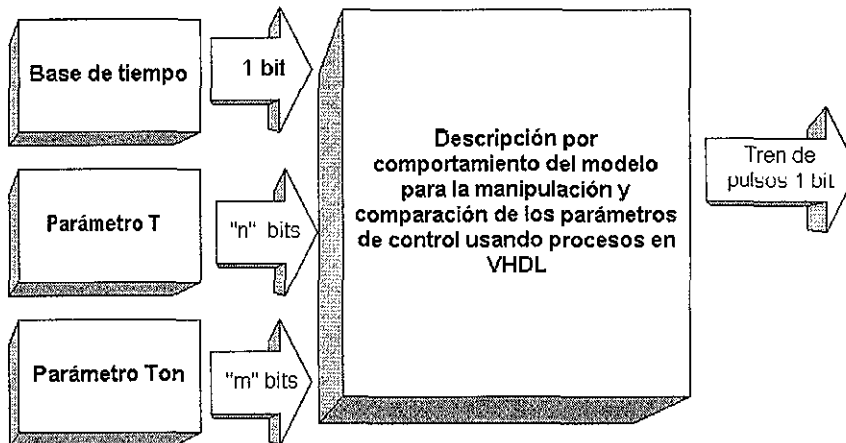 Base de tiempo
1 bit
Descripción por
comportamiento del modelo
para la manipulación y
comparación de los parámetros
de control usando procesos en
VHDL
Tren de
pulsos 1 bit
Parámetro T
"n" bits
Parámetro Ton
"m" bits